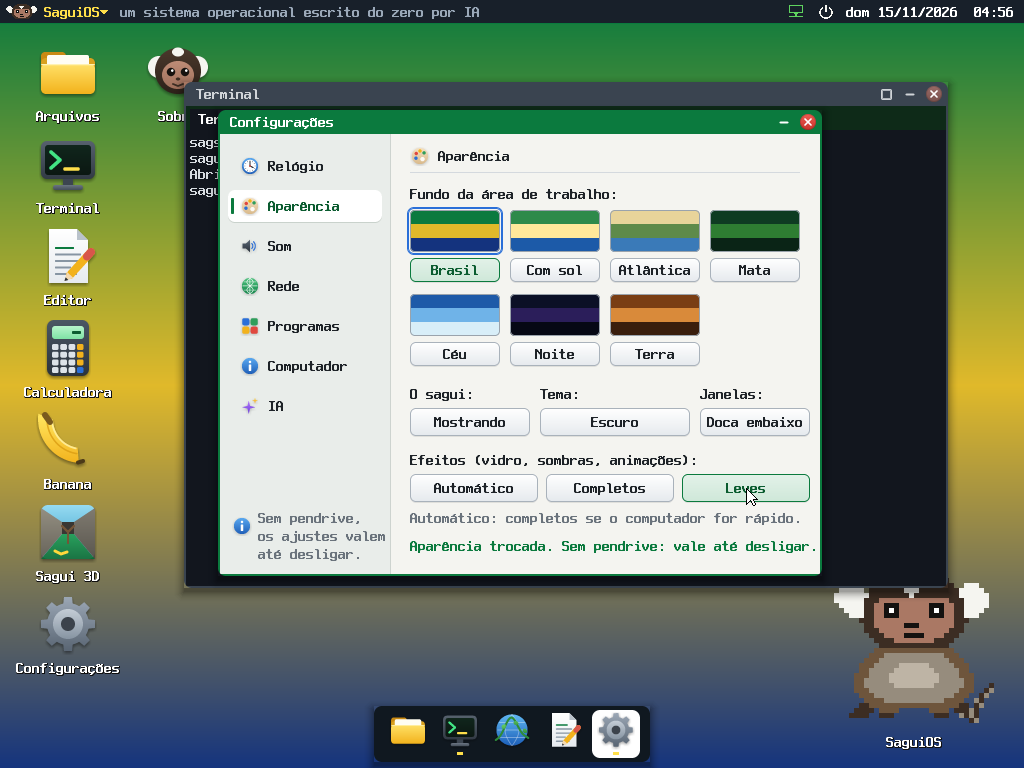 SaguiOS um sistema operacional escrito do zero por IA dom 15/11/2026 04:56
Arquivos
Terminal
Editor
Calculadora
Banana
Sagui 3D
Configurações
Terminal
Configurações
Relógio
Aparência
Som
Rede
Programas
Computador
IA
Sem pendrive,
os ajustes valem
até desligar.
Aparência
Fundo da área de trabalho:
Brasil Com sol Atlântica Mata
Céu Noite Terra
O sagui: Tema: Janelas:
Mostrando Escuro Doca embaixo
Efeitos (vidro, sombras, animações):
Automático Completos Leves
Automático: completos se o computador for rápido.
Aparência trocada. Sem pendrive: vale até desligar.
SaguiOS